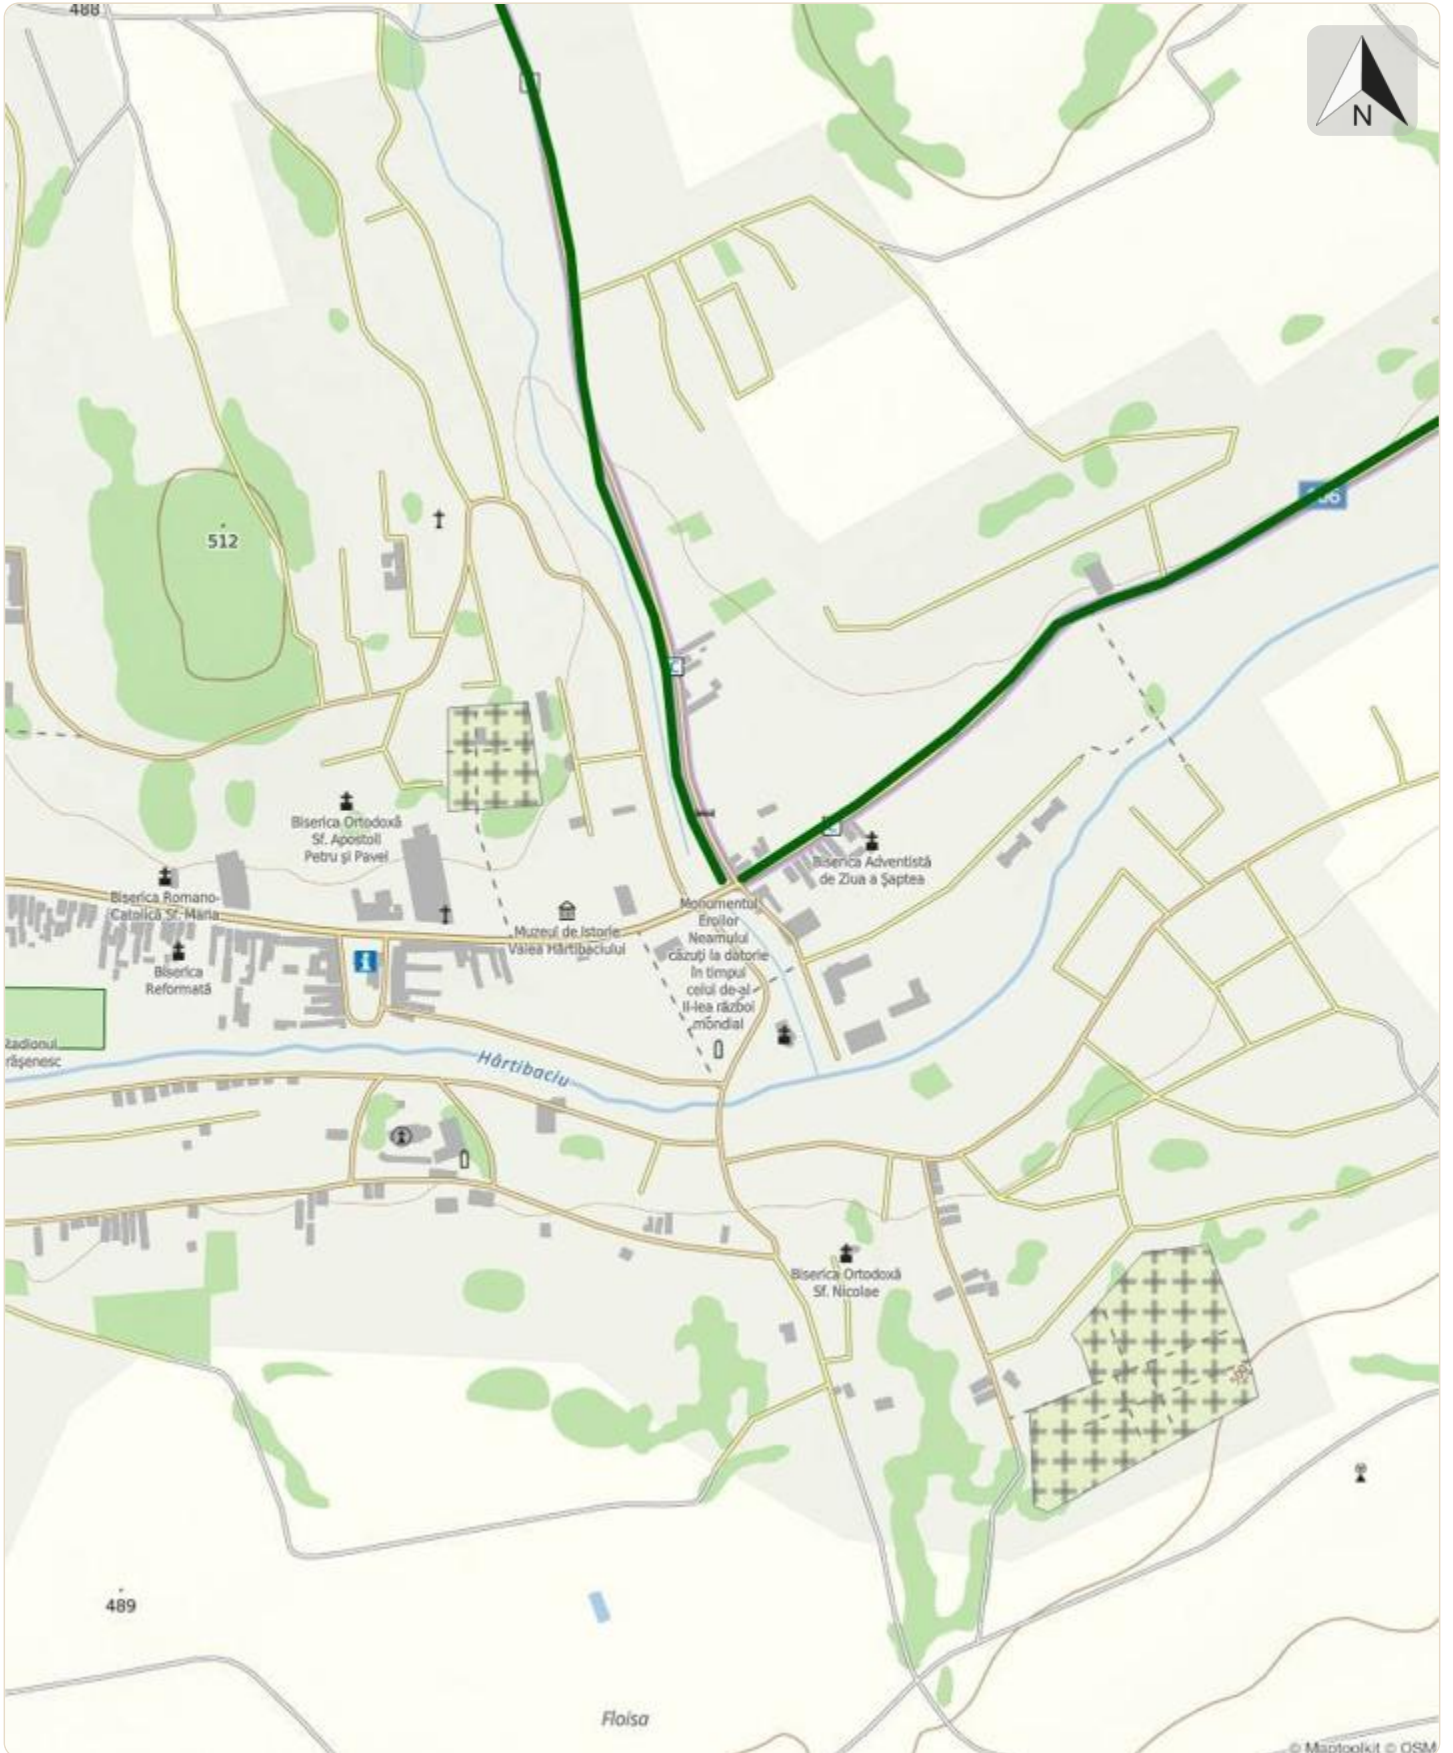 488
N
512
Biserica Ortodoxă
Sf. Apostoli
Petru și Pavel
Biserica Adventistă
de Ziua a Șaptea
Biserica Romano-
Catolică Sf. Maria
Muzeul de Istorie
Valea Hârtibaciului
Monumentul
Eroilor
Neamului
căzuți la datorie
în timpul
celui de-al
II-lea război
mondial
Biserica
Reformată
i
Stadionul
Hârtibaciu
Biserica Ortodoxă
Sf. Nicolae
489
Floisa
© Maptoolkit © OSM